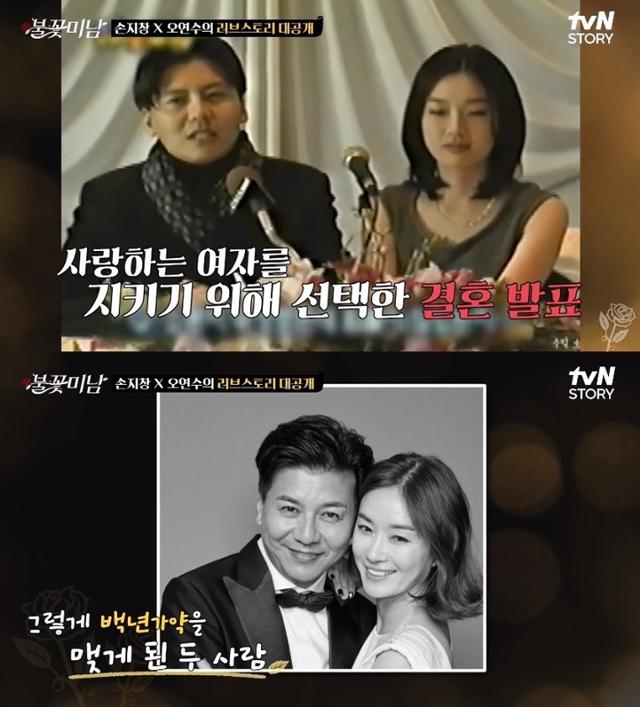 불꽃미남
손지창 X 오연수의 러브스토리 대공개
tvN
STORY
사랑하는 여자를
지키기 위해 선택한 결혼 발표
불꽃미남
손지창 X 오연수의 러브스토리 대공개
tvN
STORY
그렇게 백년가약을
맺게 된 두 사람